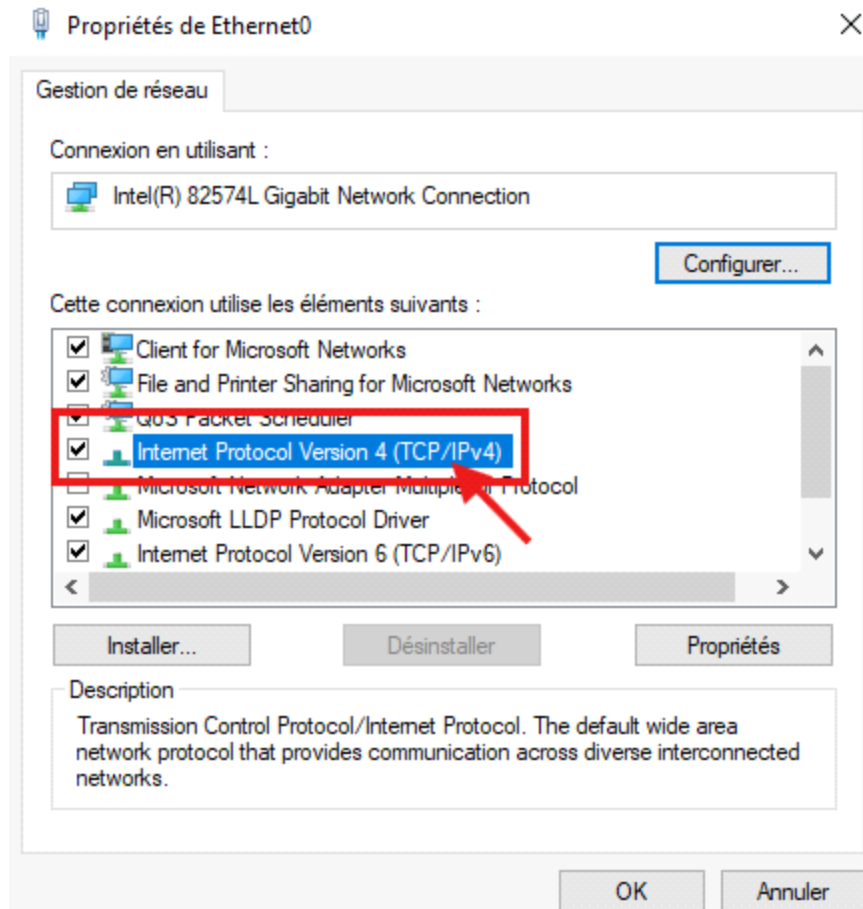 Propriétés de Ethernet0
Gestion de réseau
Connexion en utilisant :
Intel(R) 82574L Gigabit Network Connection
Configurer...
Cette connexion utilise les éléments suivants :
Client for Microsoft Networks
File and Printer Sharing for Microsoft Networks
QoS Packet Scheduler
Internet Protocol Version 4 (TCP/IPv4)
Microsoft Network Adapter Multiplexor Protocol
Microsoft LLDP Protocol Driver
Internet Protocol Version 6 (TCP/IPv6)
Installer...
Désinstaller
Propriétés
Description
Transmission Control Protocol/Internet Protocol. The default wide area
network protocol that provides communication across diverse interconnected
networks.
OK
Annuler